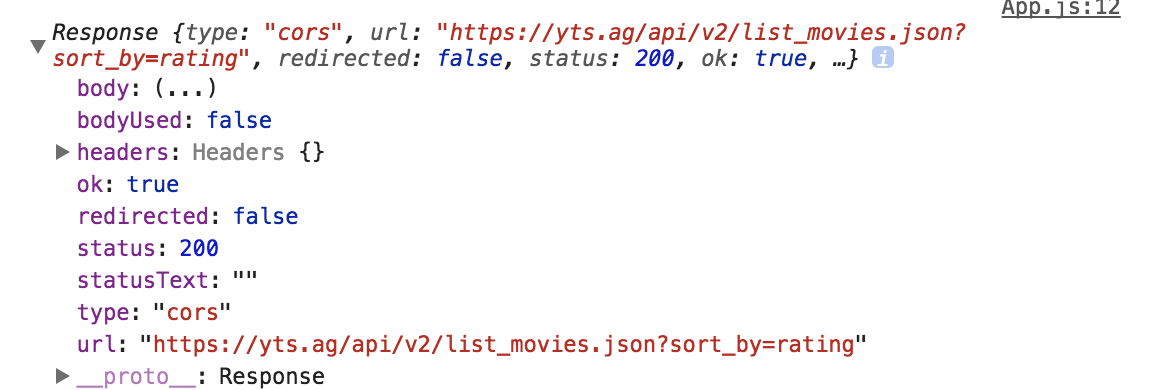 App.js:12
Response {type: "cors", url: "https://yts.ag/api/v2/list_movies.json?
sort_by=rating", redirected: false, status: 200, ok: true, …} i
body: (...)
bodyUsed: false
headers: Headers {}
ok: true
redirected: false
status: 200
statusText: ""
type: "cors"
url: "https://yts.ag/api/v2/list_movies.json?sort_by=rating"
__proto__: Response